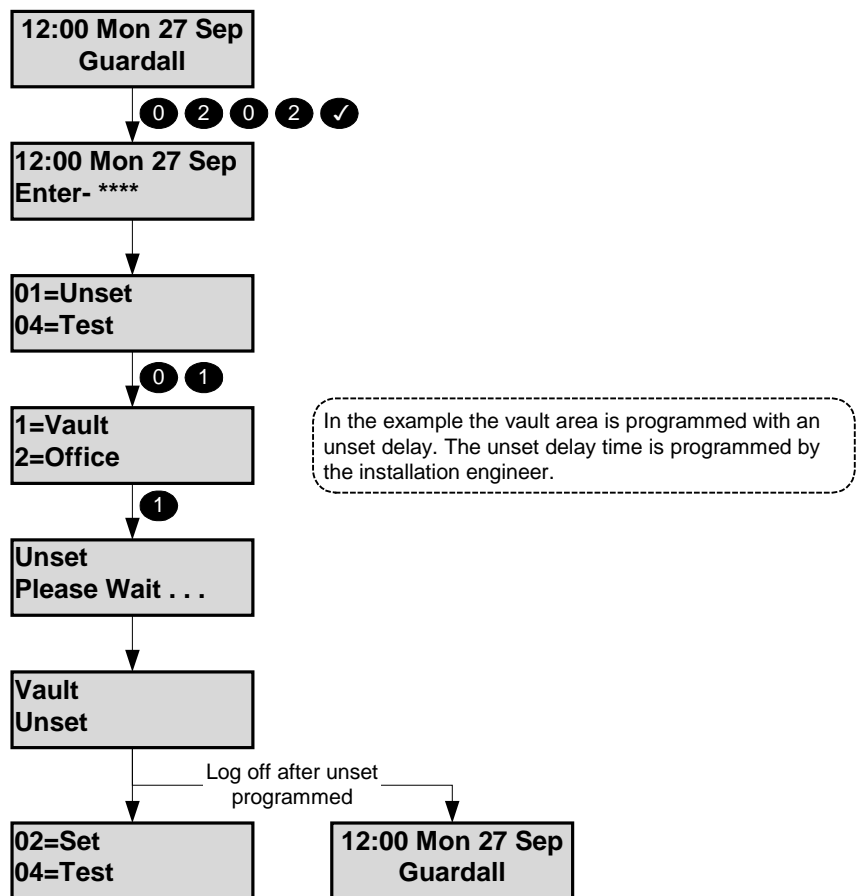 12:00 Mon 27 Sep
Guardall
0 2 0 2 ✓
12:00 Mon 27 Sep
Enter- ****
01=Unset
04=Test
0 1
1=Vault
2=Office
In the example the vault area is programmed with an
unset delay. The unset delay time is programmed by
the installation engineer.
1
Unset
Please Wait . . .
Vault
Unset
Log off after unset
programmed
02=Set
04=Test
12:00 Mon 27 Sep
Guardall